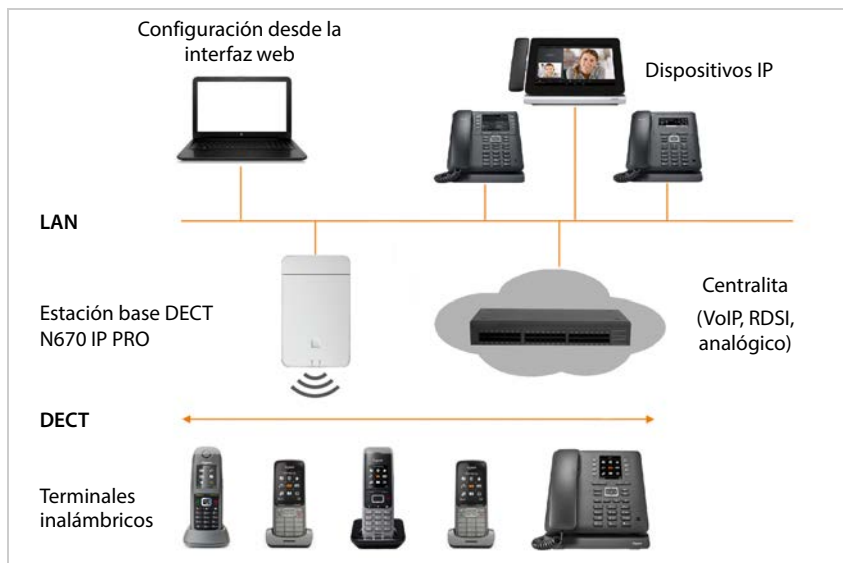 Configuración desde la
interfaz web
Dispositivos IP
LAN
Estación base DECT
N670 IP PRO
Centralita
(VoIP, RDSI,
analógico)
DECT
Terminales
inalámbricos